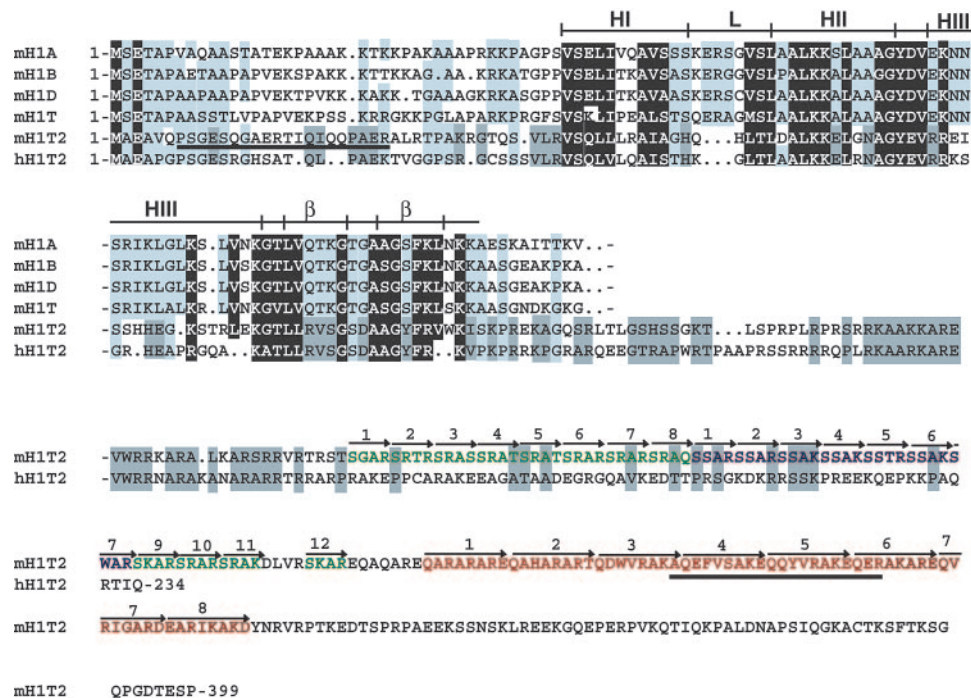 HI L HII HIII
mH1A 1-MSETAPVAQAASTATEKPAAAK.KTKKPAKAAAPRKKPAGPSVSELIVQAVSSSKERSGVSLAALKKSLAAAGYDVEKNN
mH1B 1-MSETAPAETAAPAPVEKSPAKK.KTTKKAG.AA.KRKATGPPVSELITKAVSASKERGGVSLPALKKALAAGGYDVEKNN
mH1D 1-MSETAPAAPAAPAPVEKTPVKK.KAKK.TGAAAGKRKASGPPVSELITKAVAASKERSGVSLAALKKALAAAGYDVEKNN
mH1T 1-MSETAPAASSTLVPAPVEKPSS.KRRGKKPGLAPARKPRGFSVSKLIPEALSTSQERAGMSLAALKKALAAAGYDVEKNN
mH1T2 1-MAEAVQPSGESQGAERTIQIQQPAERALRTPAKRGTQS.VLRVSQLLLRAIAGHQ...HLTLDALKKELGNAGYEVRREI
hH1T2 1-MAEAPGPSGESRGHSAT.QL.PAEKTVGGPSRGCSSSVLRVSQLVLQAISTHK...GLTLAALKKELRNAGYEVRRKS
HIII β β
mH1A -SRIKLGLKS.LVNKGTLVQTKGTGAAGSFKLNKKAESKAITTKV..-
mH1B -SRIKLGLKS.LVSKGTLVQTKGTGASGSFKLNKKAASGEAKPKA..-
mH1D -SRIKLGLKS.LVSKGTLVQTKGTGASGSFKLNKKAASGEAKPKA..-
mH1T -SRIKLALKR.LVNKGVLVQTKGTGASGSFKLSKKAASGNDKGKG..-
mH1T2 -SSHHEG.KSTRLEKGTLLRVSGSDAAGYFRVWKISKPREKAGQSRLTLGSHSSGKT...LSPRPLRPRSRRKAAKKARE
hH1T2 -GR.HEAPRGQA..KATLLRVSGSDAAGYFR..KVPKPRRKPGRARQEEGTRAPWRTPAAPRSSRRRRQPLRKAARKARE
1 2 3 4 5 6 7 8 1 2 3 4 5 6
mH1T2 -VWRRKARA.LKARSRRVRTRSTSGARSRTRSRASSRATSRATSRARSRARSRAQSSARSSARSSAKSSAKSSTRSSAKS
hH1T2 -VWRRNARAKANARARRTRRARPRAKEPPCARAKEEAGATAADEGRGQAVKEDTTPRSGKDKRRSSKPREEKQEPKKPAQ
7 9 10 11 12 1 2 3 4 5 6 7
mH1T2 WARSKARSRARSRAKDLVRSKAREQAQAREQARARAREQAHARARTQDWVRAKAQEFVSAKEQQYVRAKEQERAKAREQV
hH1T2 RTIQ-234
7 8
mH1T2 RIGARDEARIKAKDYNRVRPTKEDTSPRPAEEKSSNSKLREEKGQEPERPVKQTIQKPALDNAPSIQGKACTKSFTKSG
mH1T2 QPGDTESP-399